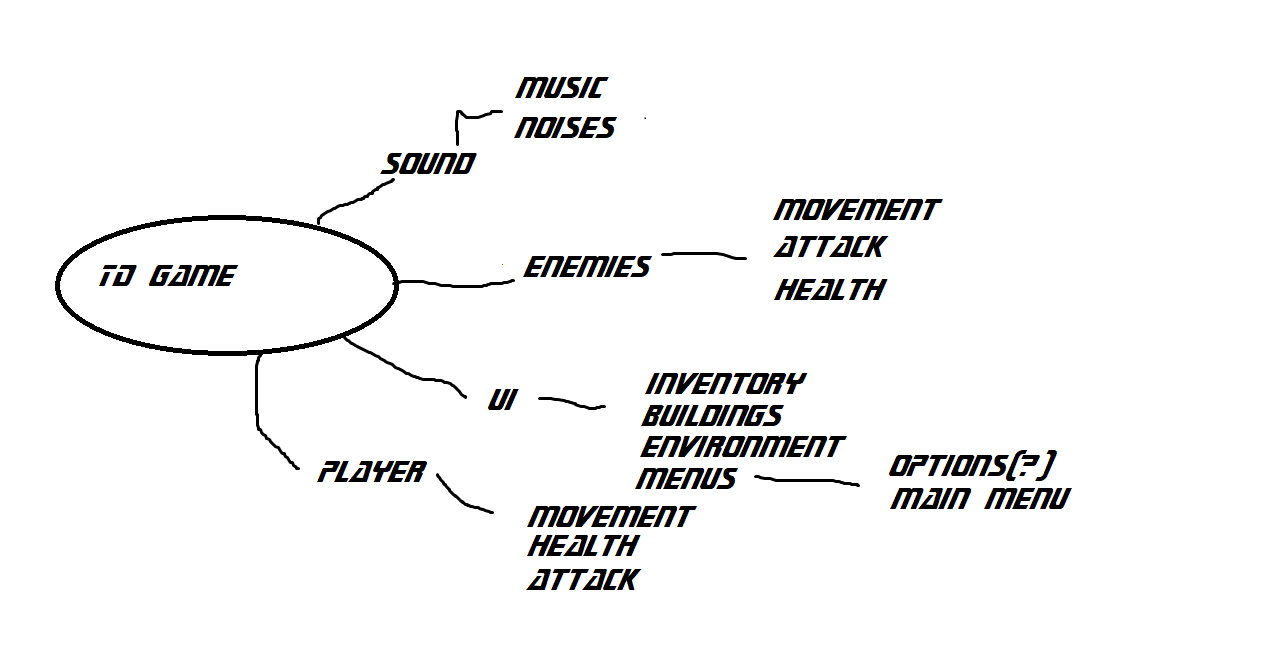 MUSIC
NOISES
SOUND
MOVEMENT
ATTACK
HEALTH
ENEMIES
TD GAME
UI
INVENTORY
BUILDINGS
ENVIRONMENT
MENUS
OPTIONS(?)
MAIN MENU
PLAYER
MOVEMENT
HEALTH
ATTACK